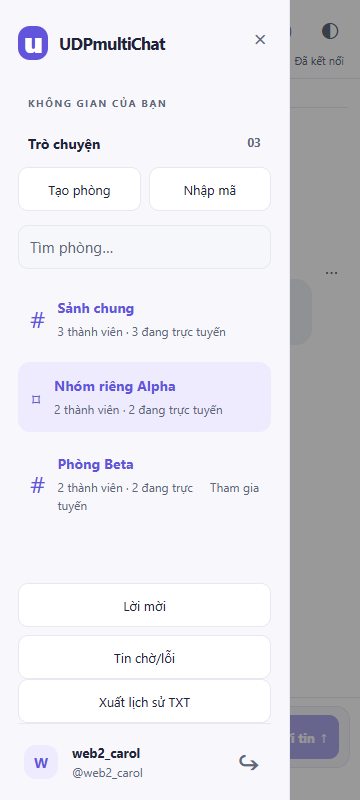 u UDPmultiChat ×
Đã kết nối
KHÔNG GIAN CỦA BẠN
Trò chuyện 03
Tạo phòng Nhập mã
Tìm phòng...
# Sảnh chung
3 thành viên · 3 đang trực tuyến
...
¤ Nhóm riêng Alpha
2 thành viên · 2 đang trực tuyến
# Phòng Beta
2 thành viên · 2 đang trực Tham gia
tuyến
Lời mời
Tin chờ/lỗi
Xuất lịch sử TXT
tin ↑
W web2_carol
@web2_carol